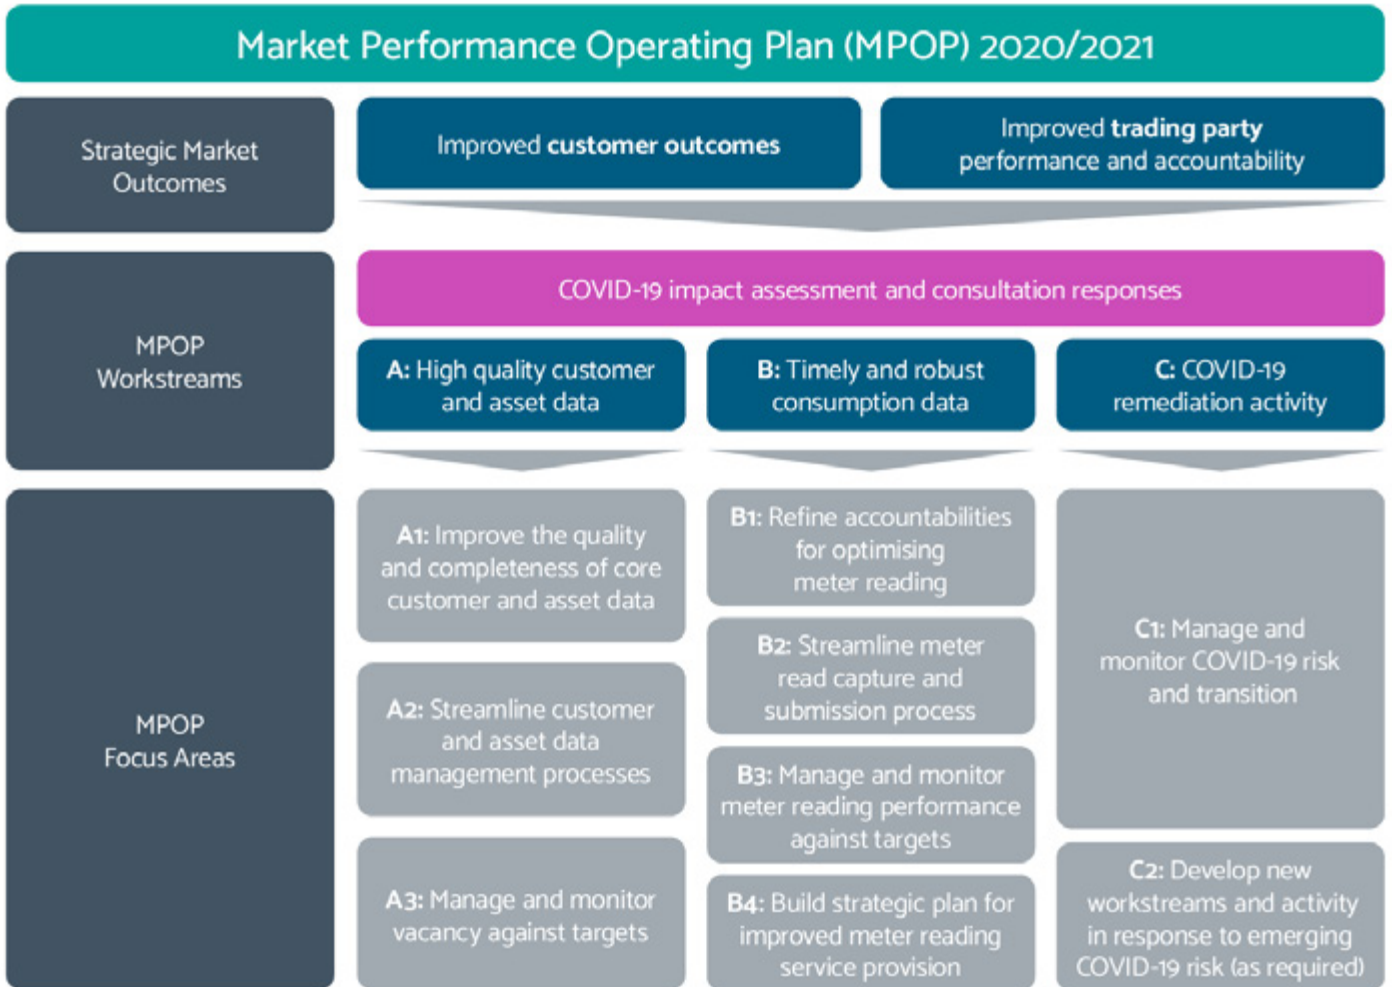 Market Performance Operating Plan (MPOP) 2020/2021
Strategic Market
Outcomes
Improved customer outcomes
Improved trading party
performance and accountability
MPOP
Workstreams
COVID-19 impact assessment and consultation responses
A: High quality customer
and asset data
B: Timely and robust
consumption data
C: COVID-19
remediation activity
MPOP
Focus Areas
A1: Improve the quality
and completeness of core
customer and asset data
A2: Streamline customer
and asset data
management processes
A3: Manage and monitor
vacancy against targets
B1: Refine accountabilities
for optimising
meter reading
B2: Streamline meter
read capture and
submission process
B3: Manage and monitor
meter reading performance
against targets
B4: Build strategic plan for
improved meter reading
service provision
C1: Manage and
monitor COVID-19 risk
and transition
C2: Develop new
workstreams and activity
in response to emerging
COVID-19 risk (as required)